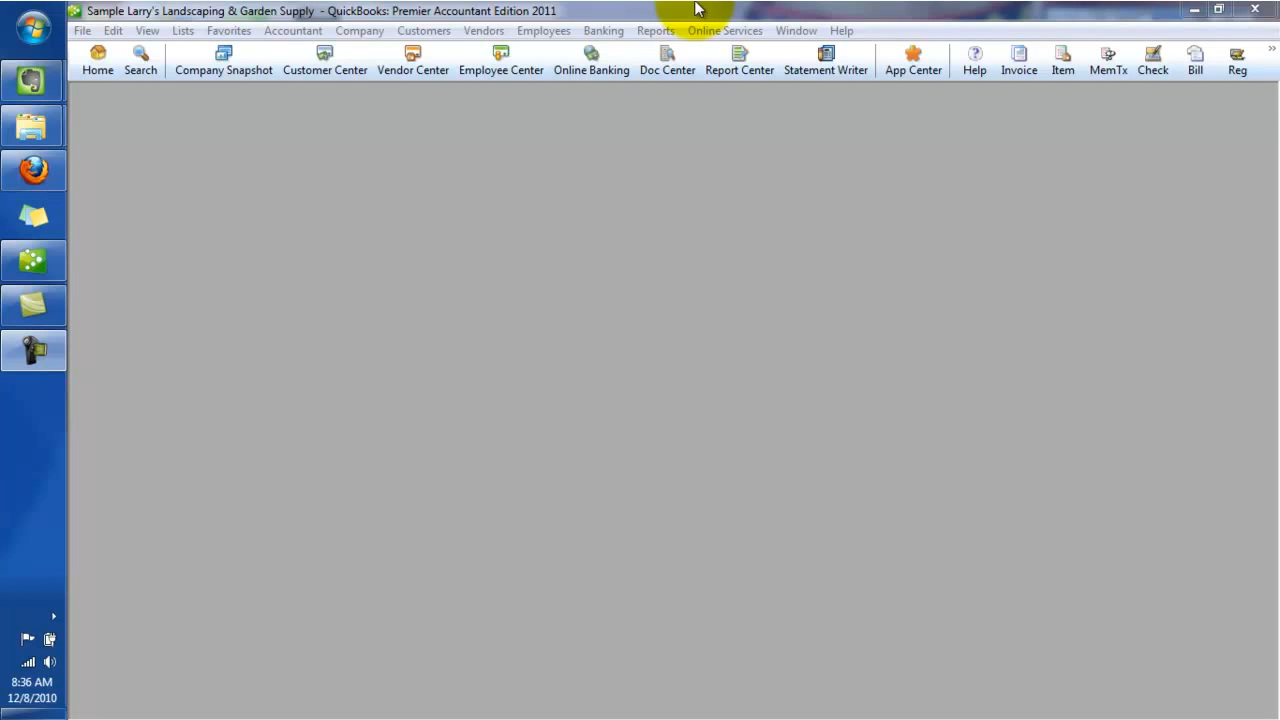 Sample Larry's Landscaping & Garden Supply - QuickBooks: Premier Accountant Edition 2011
File Edit View Lists Favorites Accountant Company Customers Vendors Employees Banking Reports Online Services Window Help
Home Search Company Snapshot Customer Center Vendor Center Employee Center Online Banking Doc Center Report Center Statement Writer App Center Help Invoice Item MemTx Check Bill Reg
8:36 AM
12/8/2010